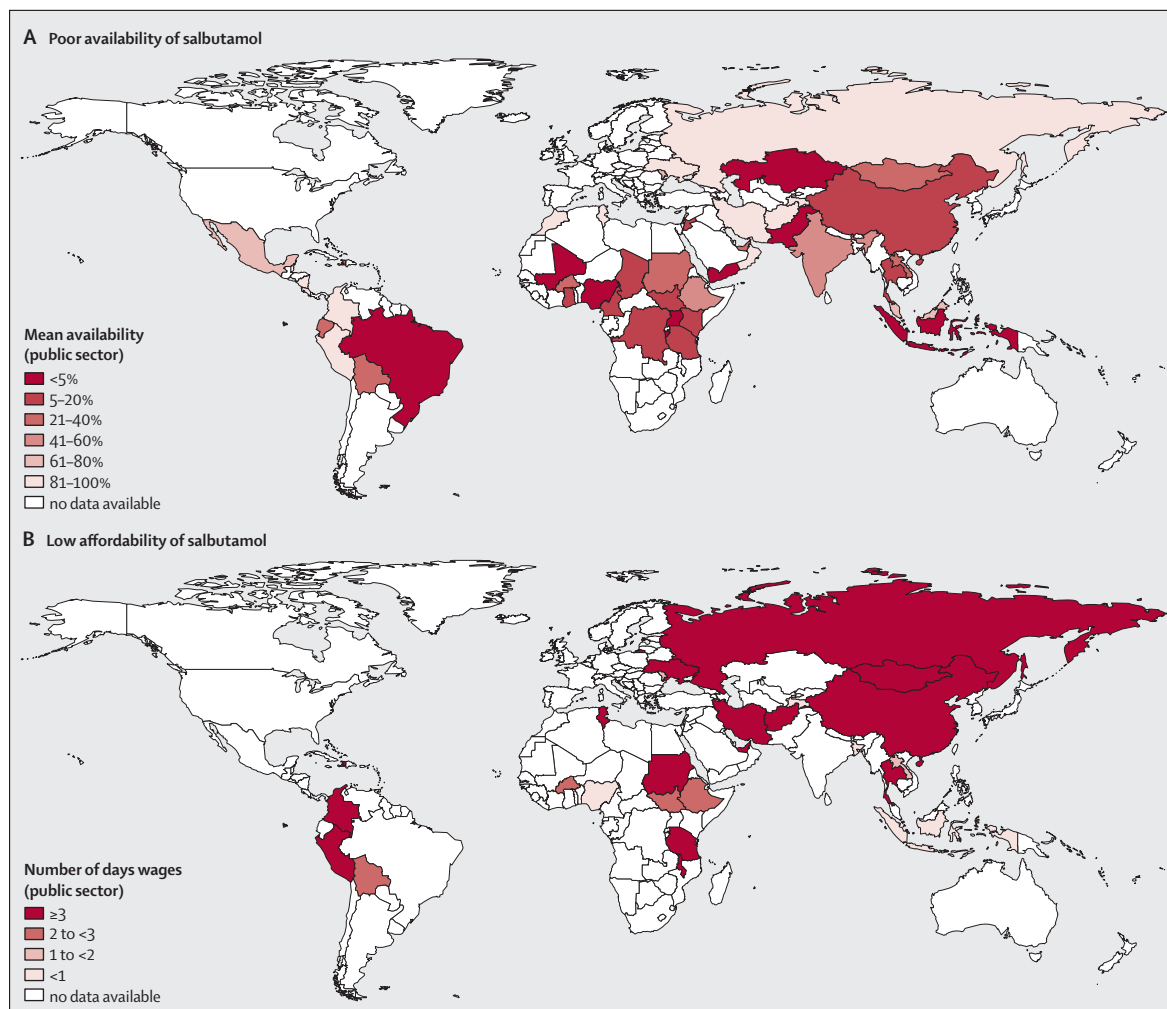 A Poor availability of salbutamol
Mean availability
(public sector)
<5%
5–20%
21–40%
41–60%
61–80%
81–100%
no data available
B Low affordability of salbutamol
Number of days wages
(public sector)
≥3
2 to <3
1 to <2
<1
no data available